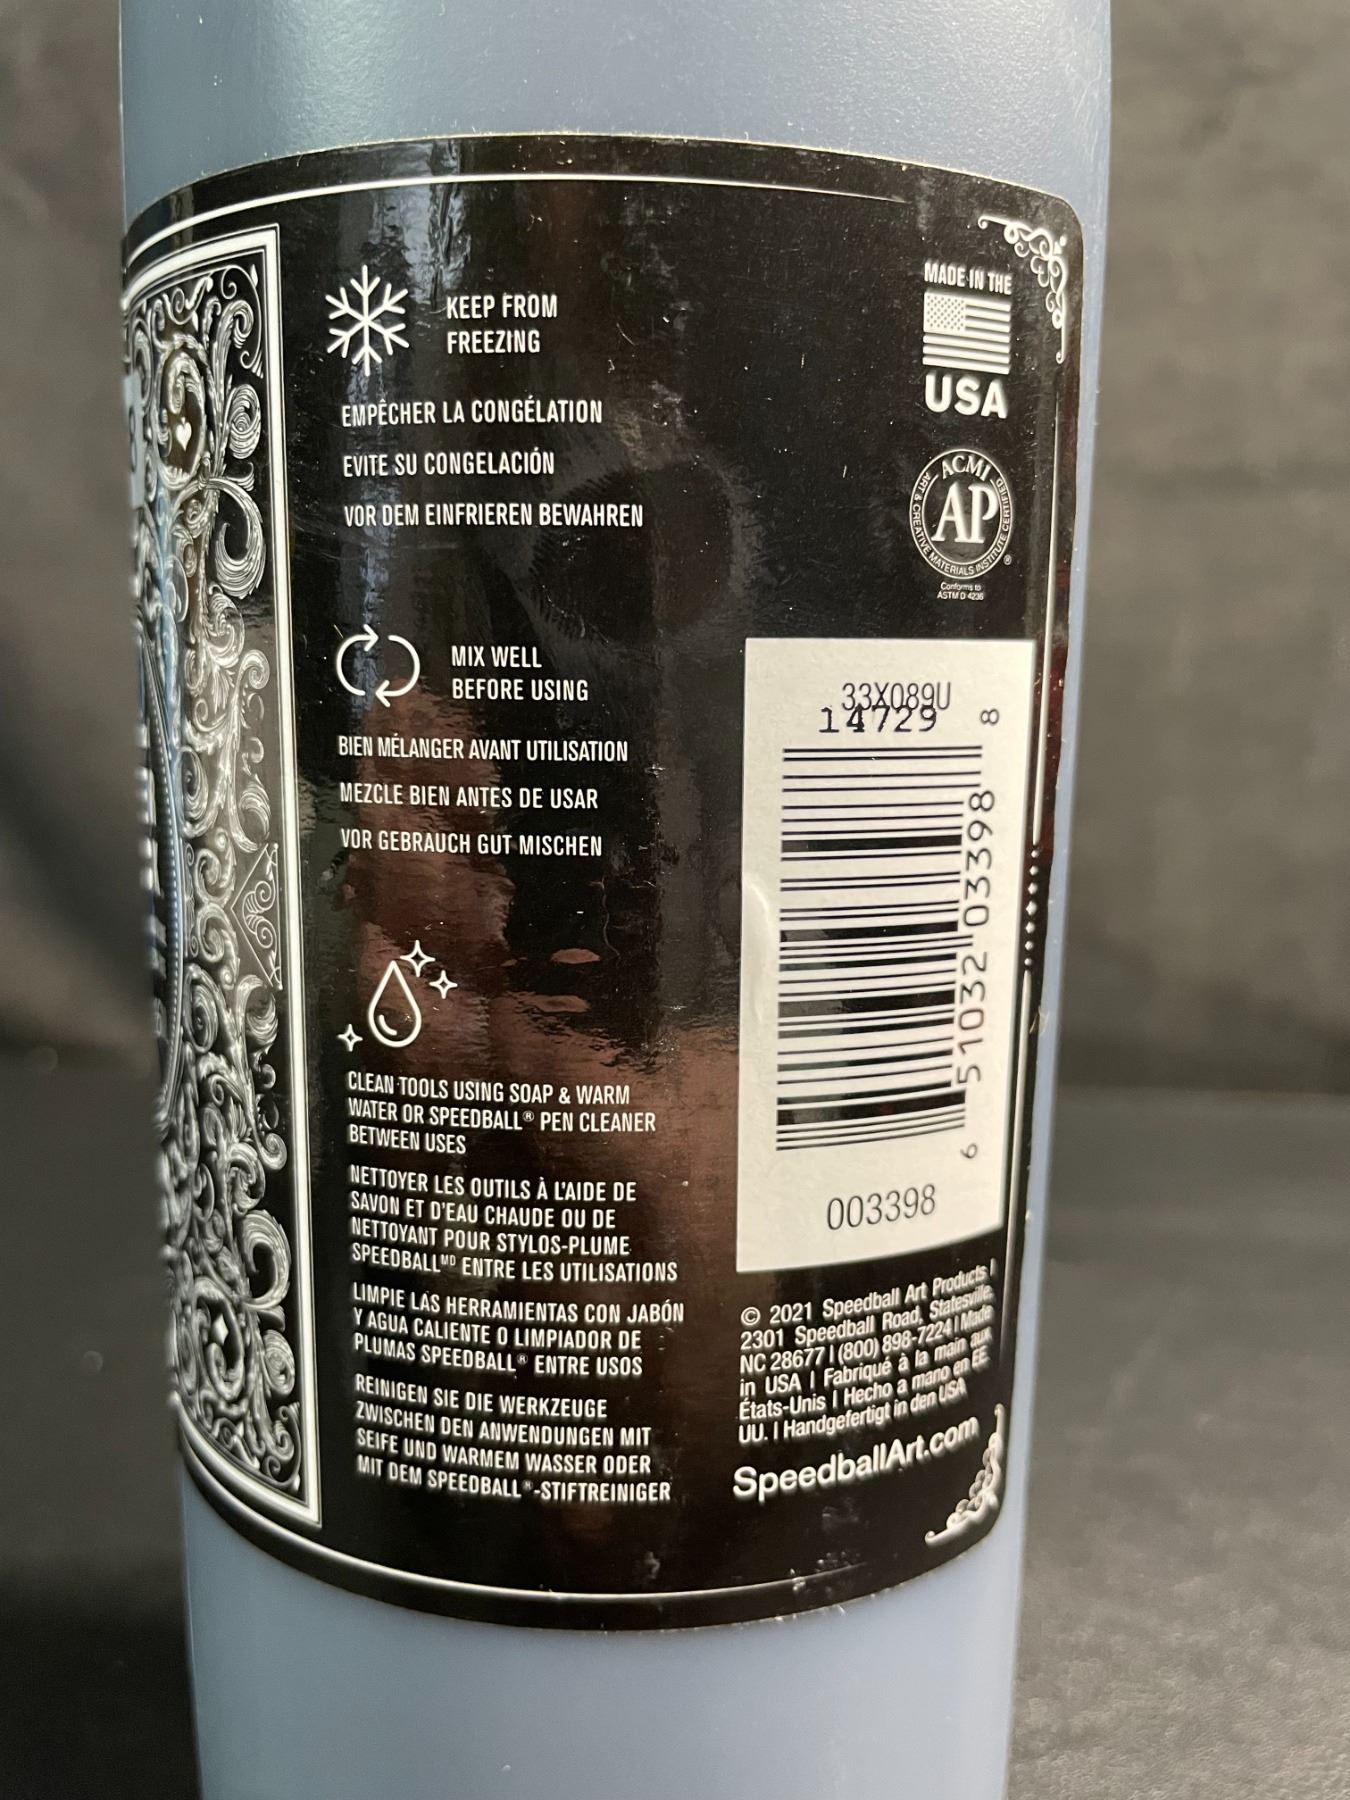 KEEP FROM
FREEZING
EMPÊCHER LA CONGÉLATION
EVITE SU CONGELACIÓN
VOR DEM EINFRIEREN BEWAHREN
MIX WELL
BEFORE USING
BIEN MÉLANGER AVANT UTILISATION
MEZCLE BIEN ANTES DE USAR
VOR GEBRAUCH GUT MISCHEN
CLEAN TOOLS USING SOAP & WARM
WATER OR SPEEDBALL® PEN CLEANER
BETWEEN USES
NETTOYER LES OUTILS À L'AIDE DE
SAVON ET D'EAU CHAUDE OU DE
NETTOYANT POUR STYLOS-PLUME
SPEEDBALLMD ENTRE LES UTILISATIONS
LIMPIE LAS HERRAMIENTAS CON JABÓN
Y AGUA CALIENTE O LIMPIADOR DE
PLUMAS SPEEDBALL® ENTRE USOS
REINIGEN SIE DIE WERKZEUGE
ZWISCHEN DEN ANWENDUNGEN MIT
SEIFE UND WARMEM WASSER ODER
MIT DEM SPEEDBALL®-STIFTREINIGER
MADE IN THE
USA
ACMI
AP
ART & CREATIVE MATERIALS INSTITUTE CERTIFIED
®
Conforms to
ASTM D 4236
33X089U
14729
6 51032 03398 8
003398
© 2021 Speedball Art Products |
2301 Speedball Road, Statesville,
NC 28677 | (800) 898-7224 | Made
in USA | Fabriqué à la main aux
États-Unis | Hecho a mano en EE.
UU. | Handgefertigt in den USA
SpeedballArt.com